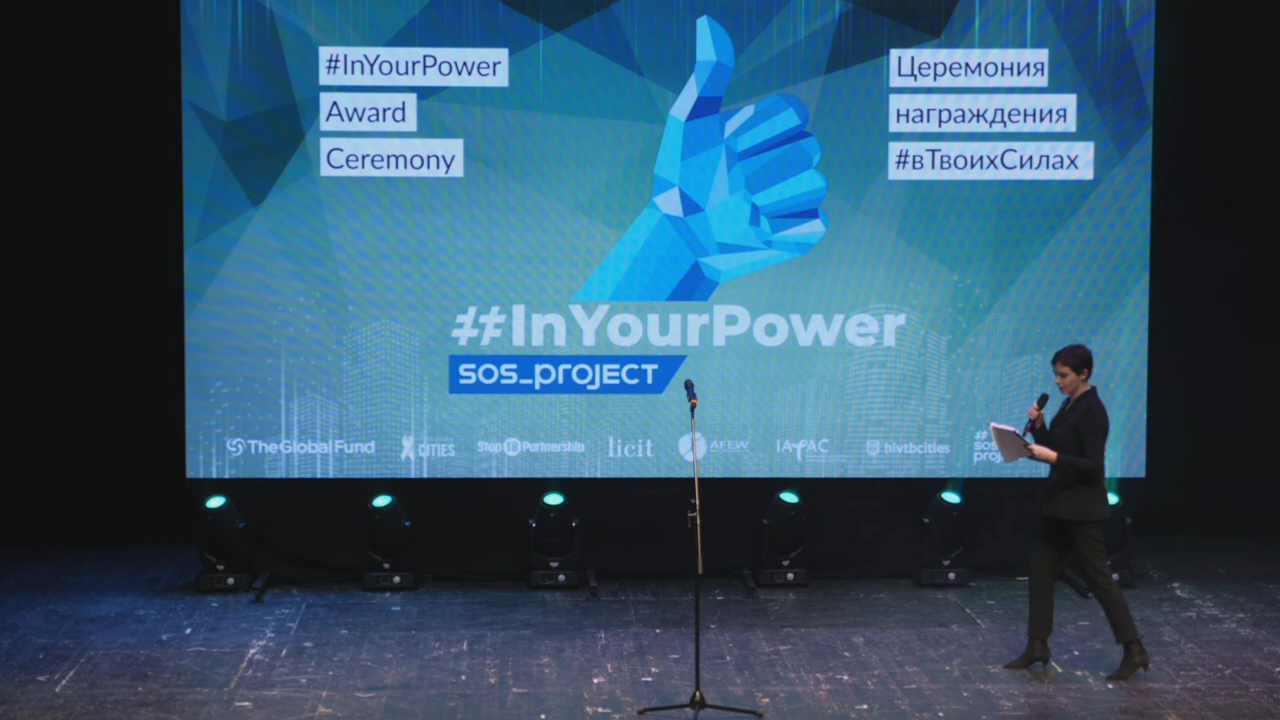 #InYourPower
Award
Ceremony
Церемония
награждения
#вТвоихСилах
#InYourPower
sos_project
The Global Fund
CITIES
Stop TB Partnership
licit
AFEW
IAPAC
hivtbcities